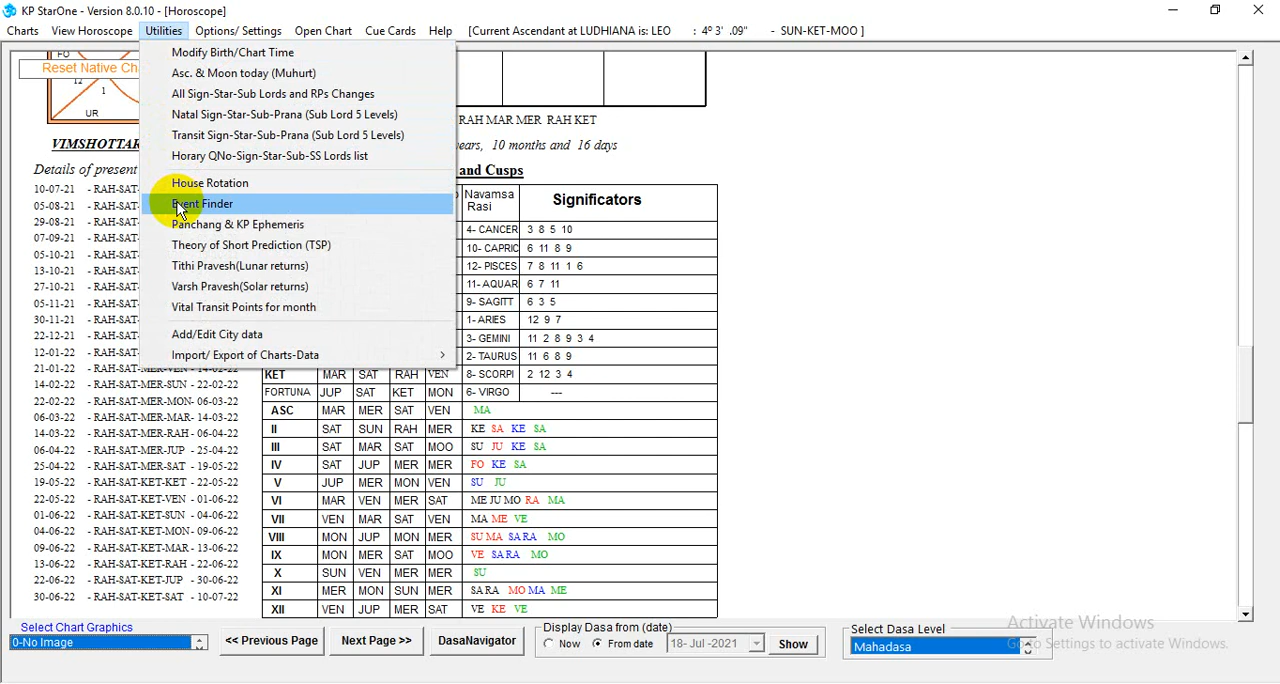 KP StarOne - Version 8.0.10 - [Horoscope]
Charts View Horoscope Utilities Options/ Settings Open Chart Cue Cards Help [Current Ascendant at LUDHIANA is: LEO : 4º 3' .09" - SUN-KET-MOO ]
Modify Birth/Chart Time
Asc. & Moon today (Muhurt)
All Sign-Star-Sub Lords and RPs Changes
Natal Sign-Star-Sub-Prana (Sub Lord 5 Levels)
Transit Sign-Star-Sub-Prana (Sub Lord 5 Levels)
Horary QNo-Sign-Star-Sub-SS Lords list
House Rotation
Event Finder
Panchang & KP Ephemeris
Theory of Short Prediction (TSP)
Tithi Pravesh(Lunar returns)
Varsh Pravesh(Solar returns)
Vital Transit Points for month
Add/Edit City data
Import/ Export of Charts-Data
FO
Reset Native Ch
12
1
UR
RAH MAR MER RAH KET
VIMSHOTTAR
years, 10 months and 16 days
Details of present
and Cusps
Navamsa Rasi Significators
10-07-21 - RAH-SAT-
05-08-21 - RAH-SAT-
29-08-21 - RAH-SAT-
07-09-21 - RAH-SAT-
05-10-21 - RAH-SAT-
13-10-21 - RAH-SAT-
27-10-21 - RAH-SAT-
05-11-21 - RAH-SAT-
30-11-21 - RAH-SAT-
22-12-21 - RAH-SAT-
12-01-22 - RAH-SAT-
21-01-22 - RAH-SAT-MER-VEN - 14-02-22
14-02-22 - RAH-SAT-MER-SUN - 22-02-22
22-02-22 - RAH-SAT-MER-MON- 06-03-22
06-03-22 - RAH-SAT-MER-MAR- 14-03-22
14-03-22 - RAH-SAT-MER-RAH - 06-04-22
06-04-22 - RAH-SAT-MER-JUP - 25-04-22
25-04-22 - RAH-SAT-MER-SAT - 19-05-22
19-05-22 - RAH-SAT-KET-KET - 22-05-22
22-05-22 - RAH-SAT-KET-VEN - 01-06-22
01-06-22 - RAH-SAT-KET-SUN - 04-06-22
04-06-22 - RAH-SAT-KET-MON- 09-06-22
09-06-22 - RAH-SAT-KET-MAR - 13-06-22
13-06-22 - RAH-SAT-KET-RAH - 22-06-22
22-06-22 - RAH-SAT-KET-JUP - 30-06-22
30-06-22 - RAH-SAT-KET-SAT - 10-07-22
4- CANCER 3 8 5 10
10- CAPRIC 6 11 8 9
12- PISCES 7 8 11 1 6
11- AQUAR 6 7 11
9- SAGITT 6 3 5
1- ARIES 12 9 7
3- GEMINI 11 2 8 9 3 4
2- TAURUS 11 6 8 9
KET MAR SAT RAH VEN 8- SCORPI 2 12 3 4
FORTUNA JUP SAT KET MON 6- VIRGO ---
ASC MAR MER SAT VEN MA
II SAT SUN RAH MER KE SA KE SA
III SAT MAR SAT MOO SU JU KE SA
IV SAT JUP MER MER FO KE SA
V JUP MER MON VEN SU JU
VI MAR VEN MER SAT ME JU MO RA MA
VII VEN MAR SAT VEN MA ME VE
VIII MON JUP MON MER SU MA SA RA MO
IX MON MER SAT MOO VE SA RA MO
X SUN VEN MER MER SU
XI MER MON SUN MER SA RA MO MA ME
XII VEN JUP MER SAT VE KE VE
Select Chart Graphics
0-No Image
<< Previous Page Next Page >> DasaNavigator
Display Dasa from (date)
Now From date 18- Jul -2021 Show
Select Dasa Level
Mahadasa
Activate Windows
Go to Settings to activate Windows.